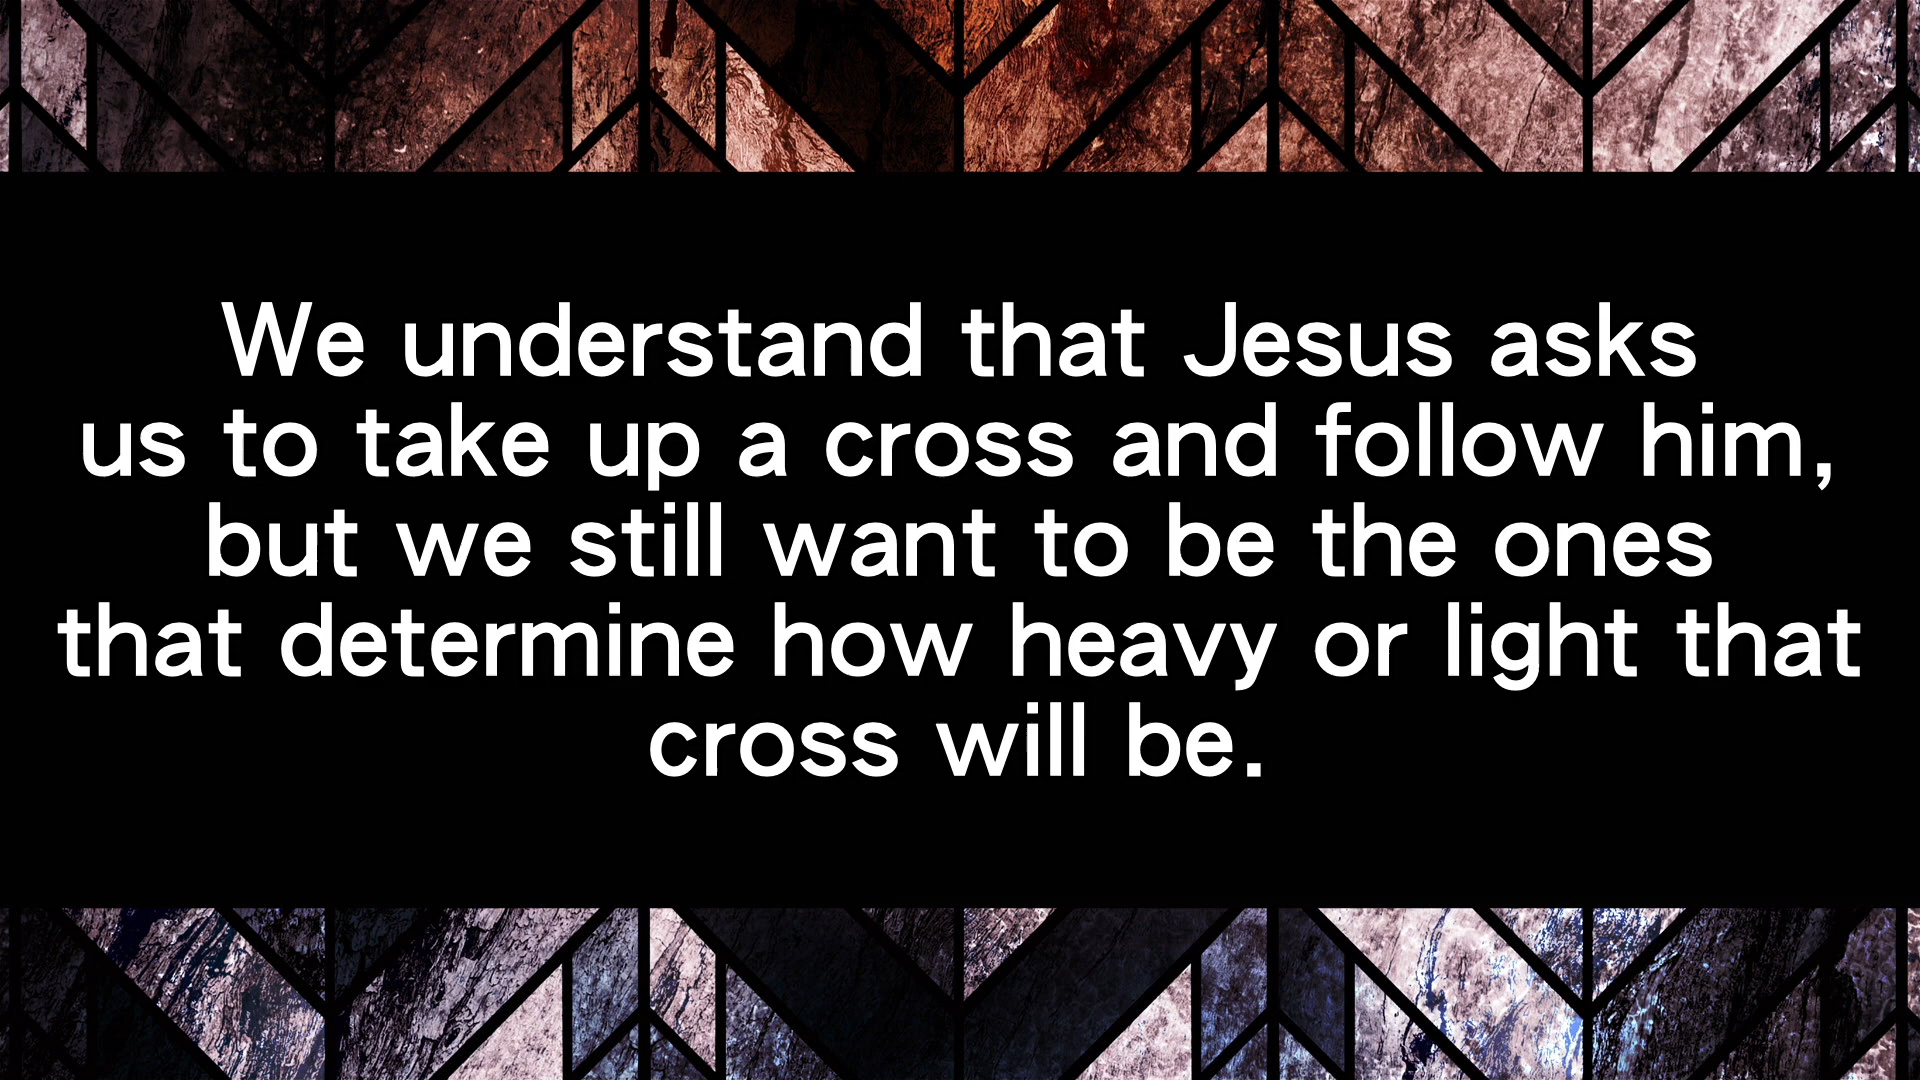 We understand that Jesus asks
us to take up a cross and follow him,
but we still want to be the ones
that determine how heavy or light that
cross will be.